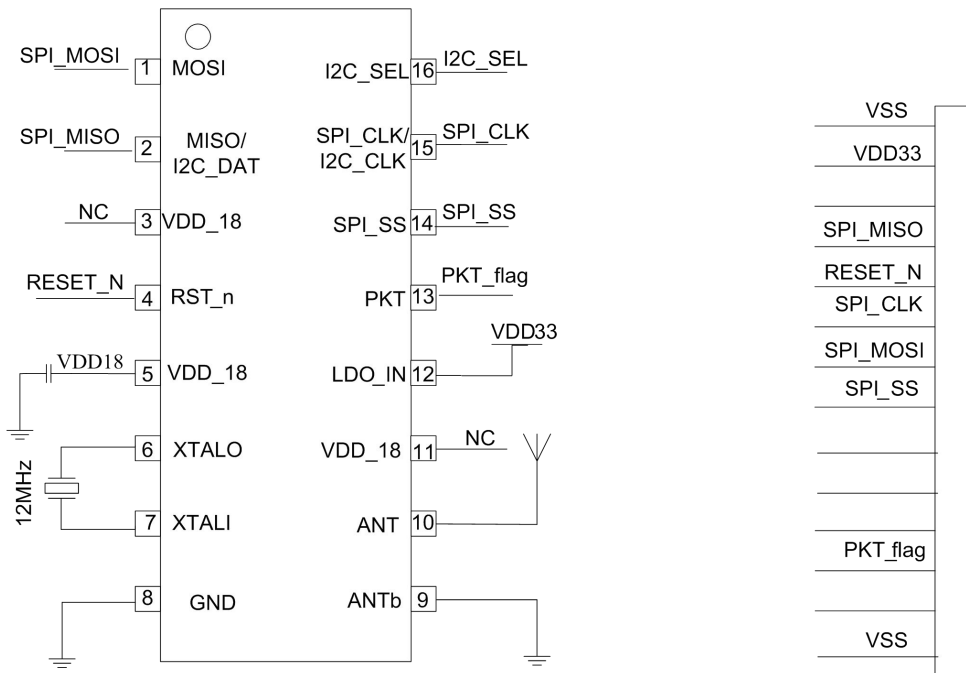 SPI_MOSI 1 MOSI I2C_SEL 16 I2C_SEL
SPI_MISO 2 MISO/
I2C_DAT SPI_CLK/
I2C_CLK 15 SPI_CLK
NC 3 VDD_18 SPI_SS 14 SPI_SS
RESET_N 4 RST_n PKT 13 PKT_flag
VDD18 5 VDD_18 LDO_IN 12 VDD33
6 XTALO VDD_18 11 NC
12MHz
7 XTALI ANT 10
8 GND ANTb 9
VSS
VDD33
SPI_MISO
RESET_N
SPI_CLK
SPI_MOSI
SPI_SS
PKT_flag
VSS